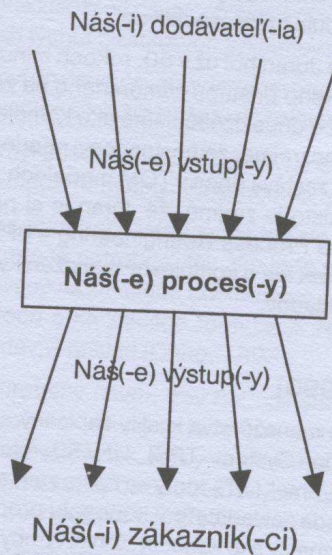 Náš(-i) dodávateľ(-ia)
Náš(-e) vstup(-y)
Náš(-e) proces(-y)
Náš(-e) výstup(-y)
Náš(-i) zákazník(-ci)